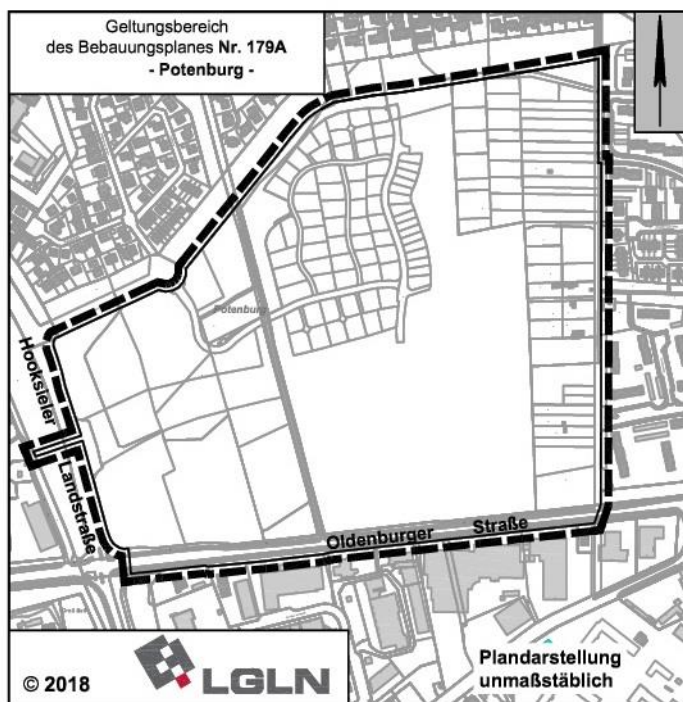 Geltungsbereich
des Bebauungsplanes Nr. 179A
- Potenburg -
Potenburg
Hooksieler
Landstraße
Oldenburger Straße
© 2018
LGLN
Plandarstellung
unmaßstäblich